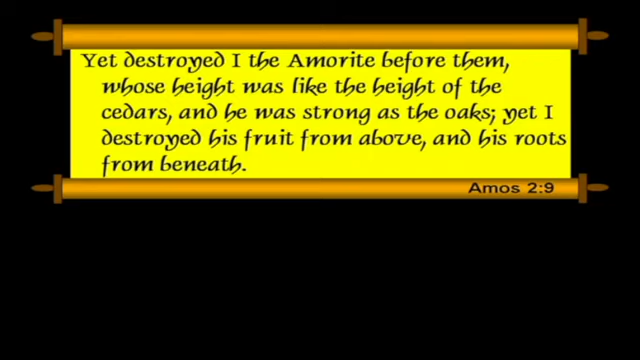 Yet destroyed I the Amorite before them,
whose height was like the height of the
cedars, and he was strong as the oaks; yet I
destroyed his fruit from above, and his roots
from beneath.
Amos 2:9